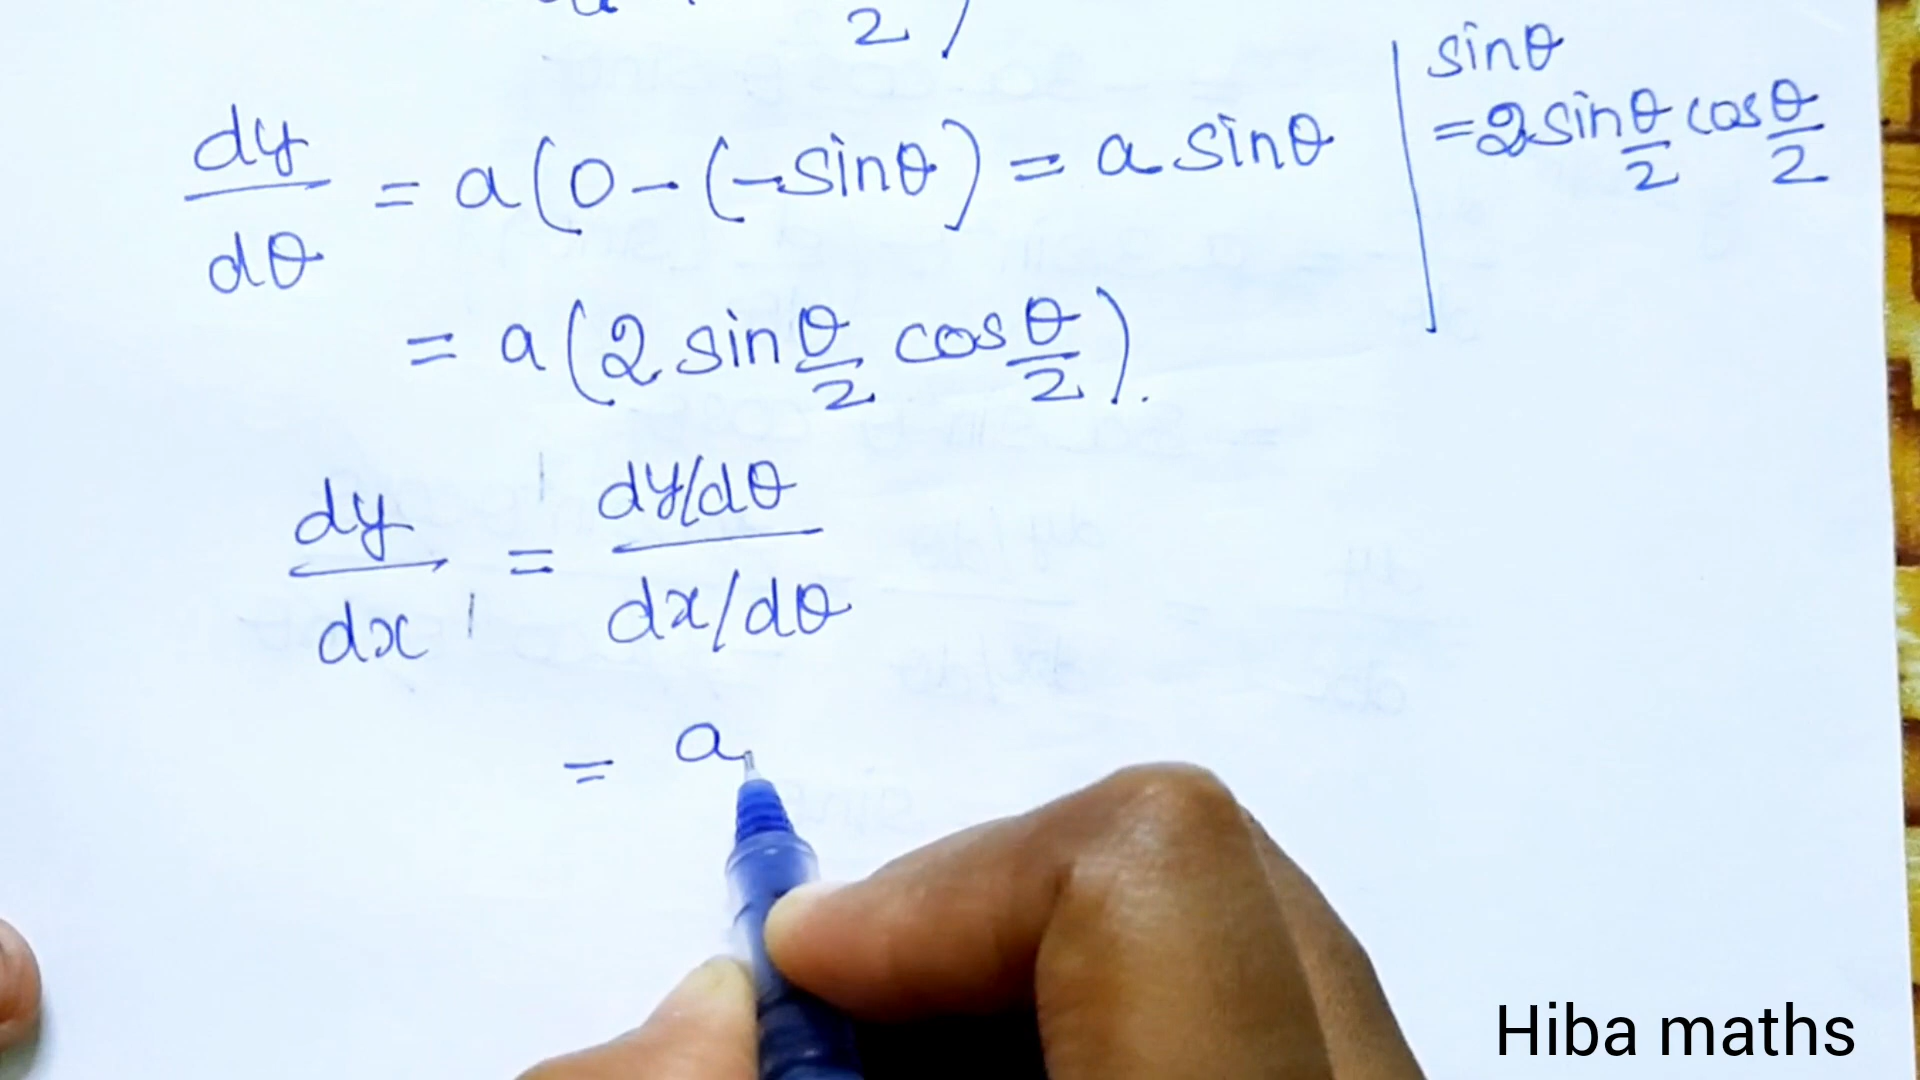 2 )
dy/dθ = a(0-(-sinθ) = a sinθ
= a(2 sin θ/2 cos θ/2).
sinθ
= 2 sin θ/2 cos θ/2
dy/dx = dy/dθ / dx/dθ
= a
Hiba maths